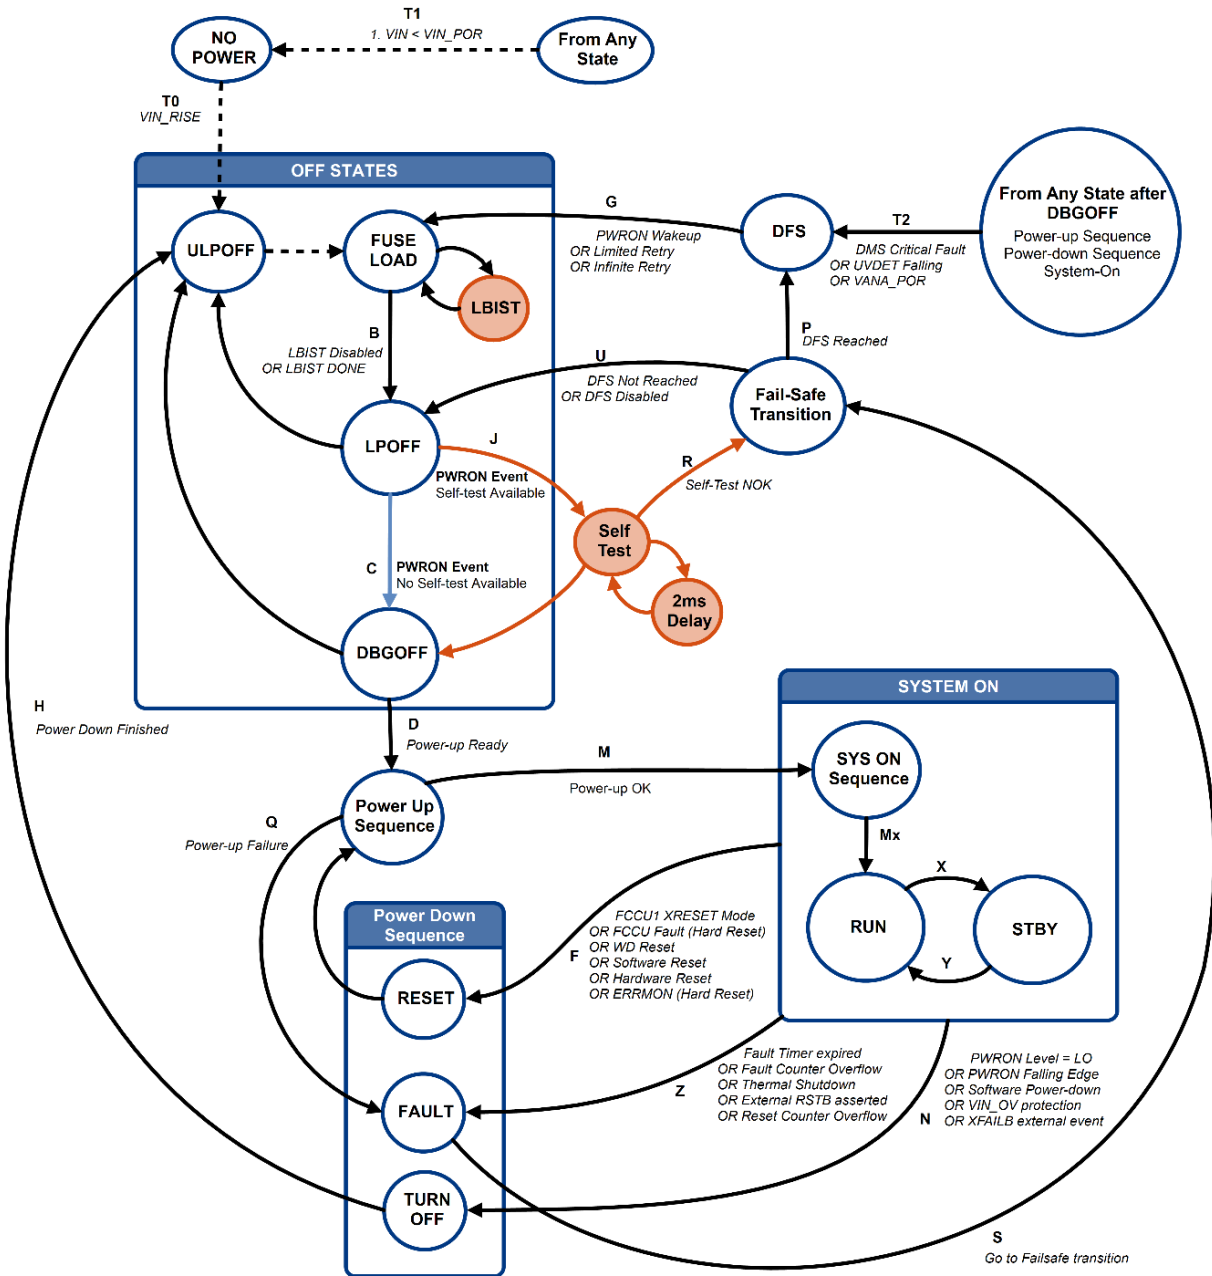 T1
1. VIN < VIN_POR
NO
POWER
From Any
State
T0
VIN_RISE
OFF STATES
ULPOFF
FUSE
LOAD
LBIST
G
PWRON Wakeup
OR Limited Retry
OR Infinite Retry
DFS
T2
DMS Critical Fault
OR UVDET Falling
OR VANA_POR
From Any State after
DBGOFF
Power-up Sequence
Power-down Sequence
System-On
B
LBIST Disabled
OR LBIST DONE
P
DFS Reached
U
DFS Not Reached
OR DFS Disabled
Fail-Safe
Transition
LPOFF
J
PWRON Event
Self-test Available
R
Self-Test NOK
Self
Test
C
PWRON Event
No Self-test Available
2ms
Delay
DBGOFF
H
Power Down Finished
D
Power-up Ready
SYSTEM ON
M
Power-up OK
SYS ON
Sequence
Power Up
Sequence
Q
Power-up Failure
Mx
X
RUN
STBY
Y
Power Down
Sequence
RESET
F
FCCU1 XRESET Mode
OR FCCU Fault (Hard Reset)
OR WD Reset
OR Software Reset
OR Hardware Reset
OR ERRMON (Hard Reset)
FAULT
Z
Fault Timer expired
OR Fault Counter Overflow
OR Thermal Shutdown
OR External RSTB asserted
OR Reset Counter Overflow
N
PWRON Level = LO
OR PWRON Falling Edge
OR Software Power-down
OR VIN_OV protection
OR XFAILB external event
TURN
OFF
S
Go to Failsafe transition